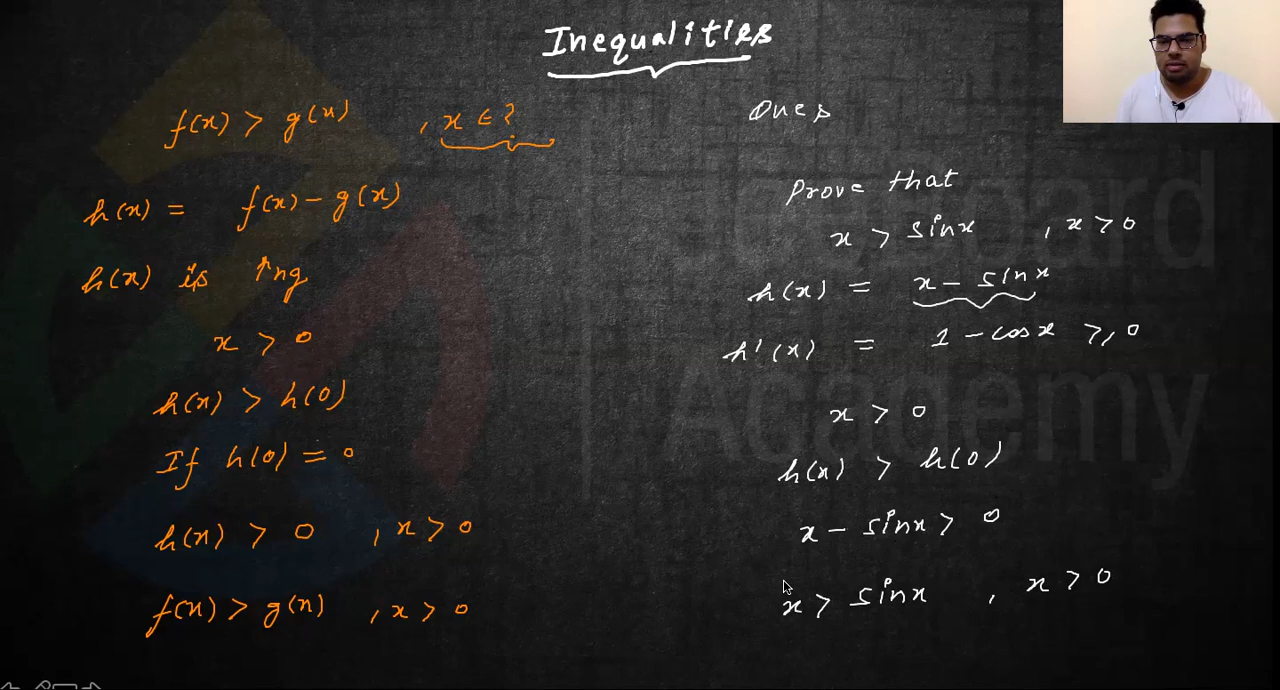 Inequalities
f(x) > g(x) , x ∈ ?
h(x) = f(x) - g(x)
h(x) is ↑ng
x > 0
h(x) > h(0)
If h(0) = 0
h(x) > 0 , x > 0
f(x) > g(x) , x > 0
Ques
Prove that
x > sinx , x > 0
h(x) = x - sinx
h'(x) = 1 - cosx ≥ 0
x > 0
h(x) > h(0)
x - sinx > 0
x > sinx , x > 0
Academy